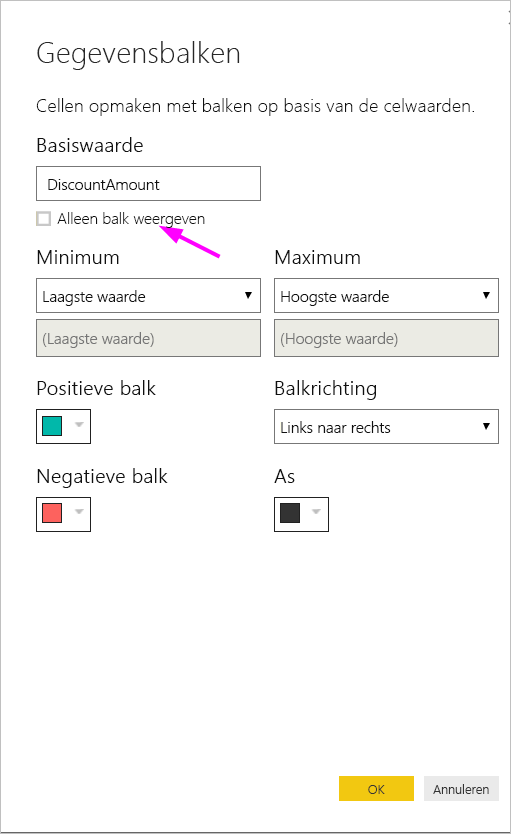 Gegevensbalken
Cellen opmaken met balken op basis van de celwaarden.
Basiswaarde
DiscountAmount
Alleen balk weergeven
Minimum
Maximum
Laagste waarde
Hoogste waarde
(Laagste waarde)
(Hoogste waarde)
Positieve balk
Balkrichting
Links naar rechts
Negatieve balk
As
OK
Annuleren